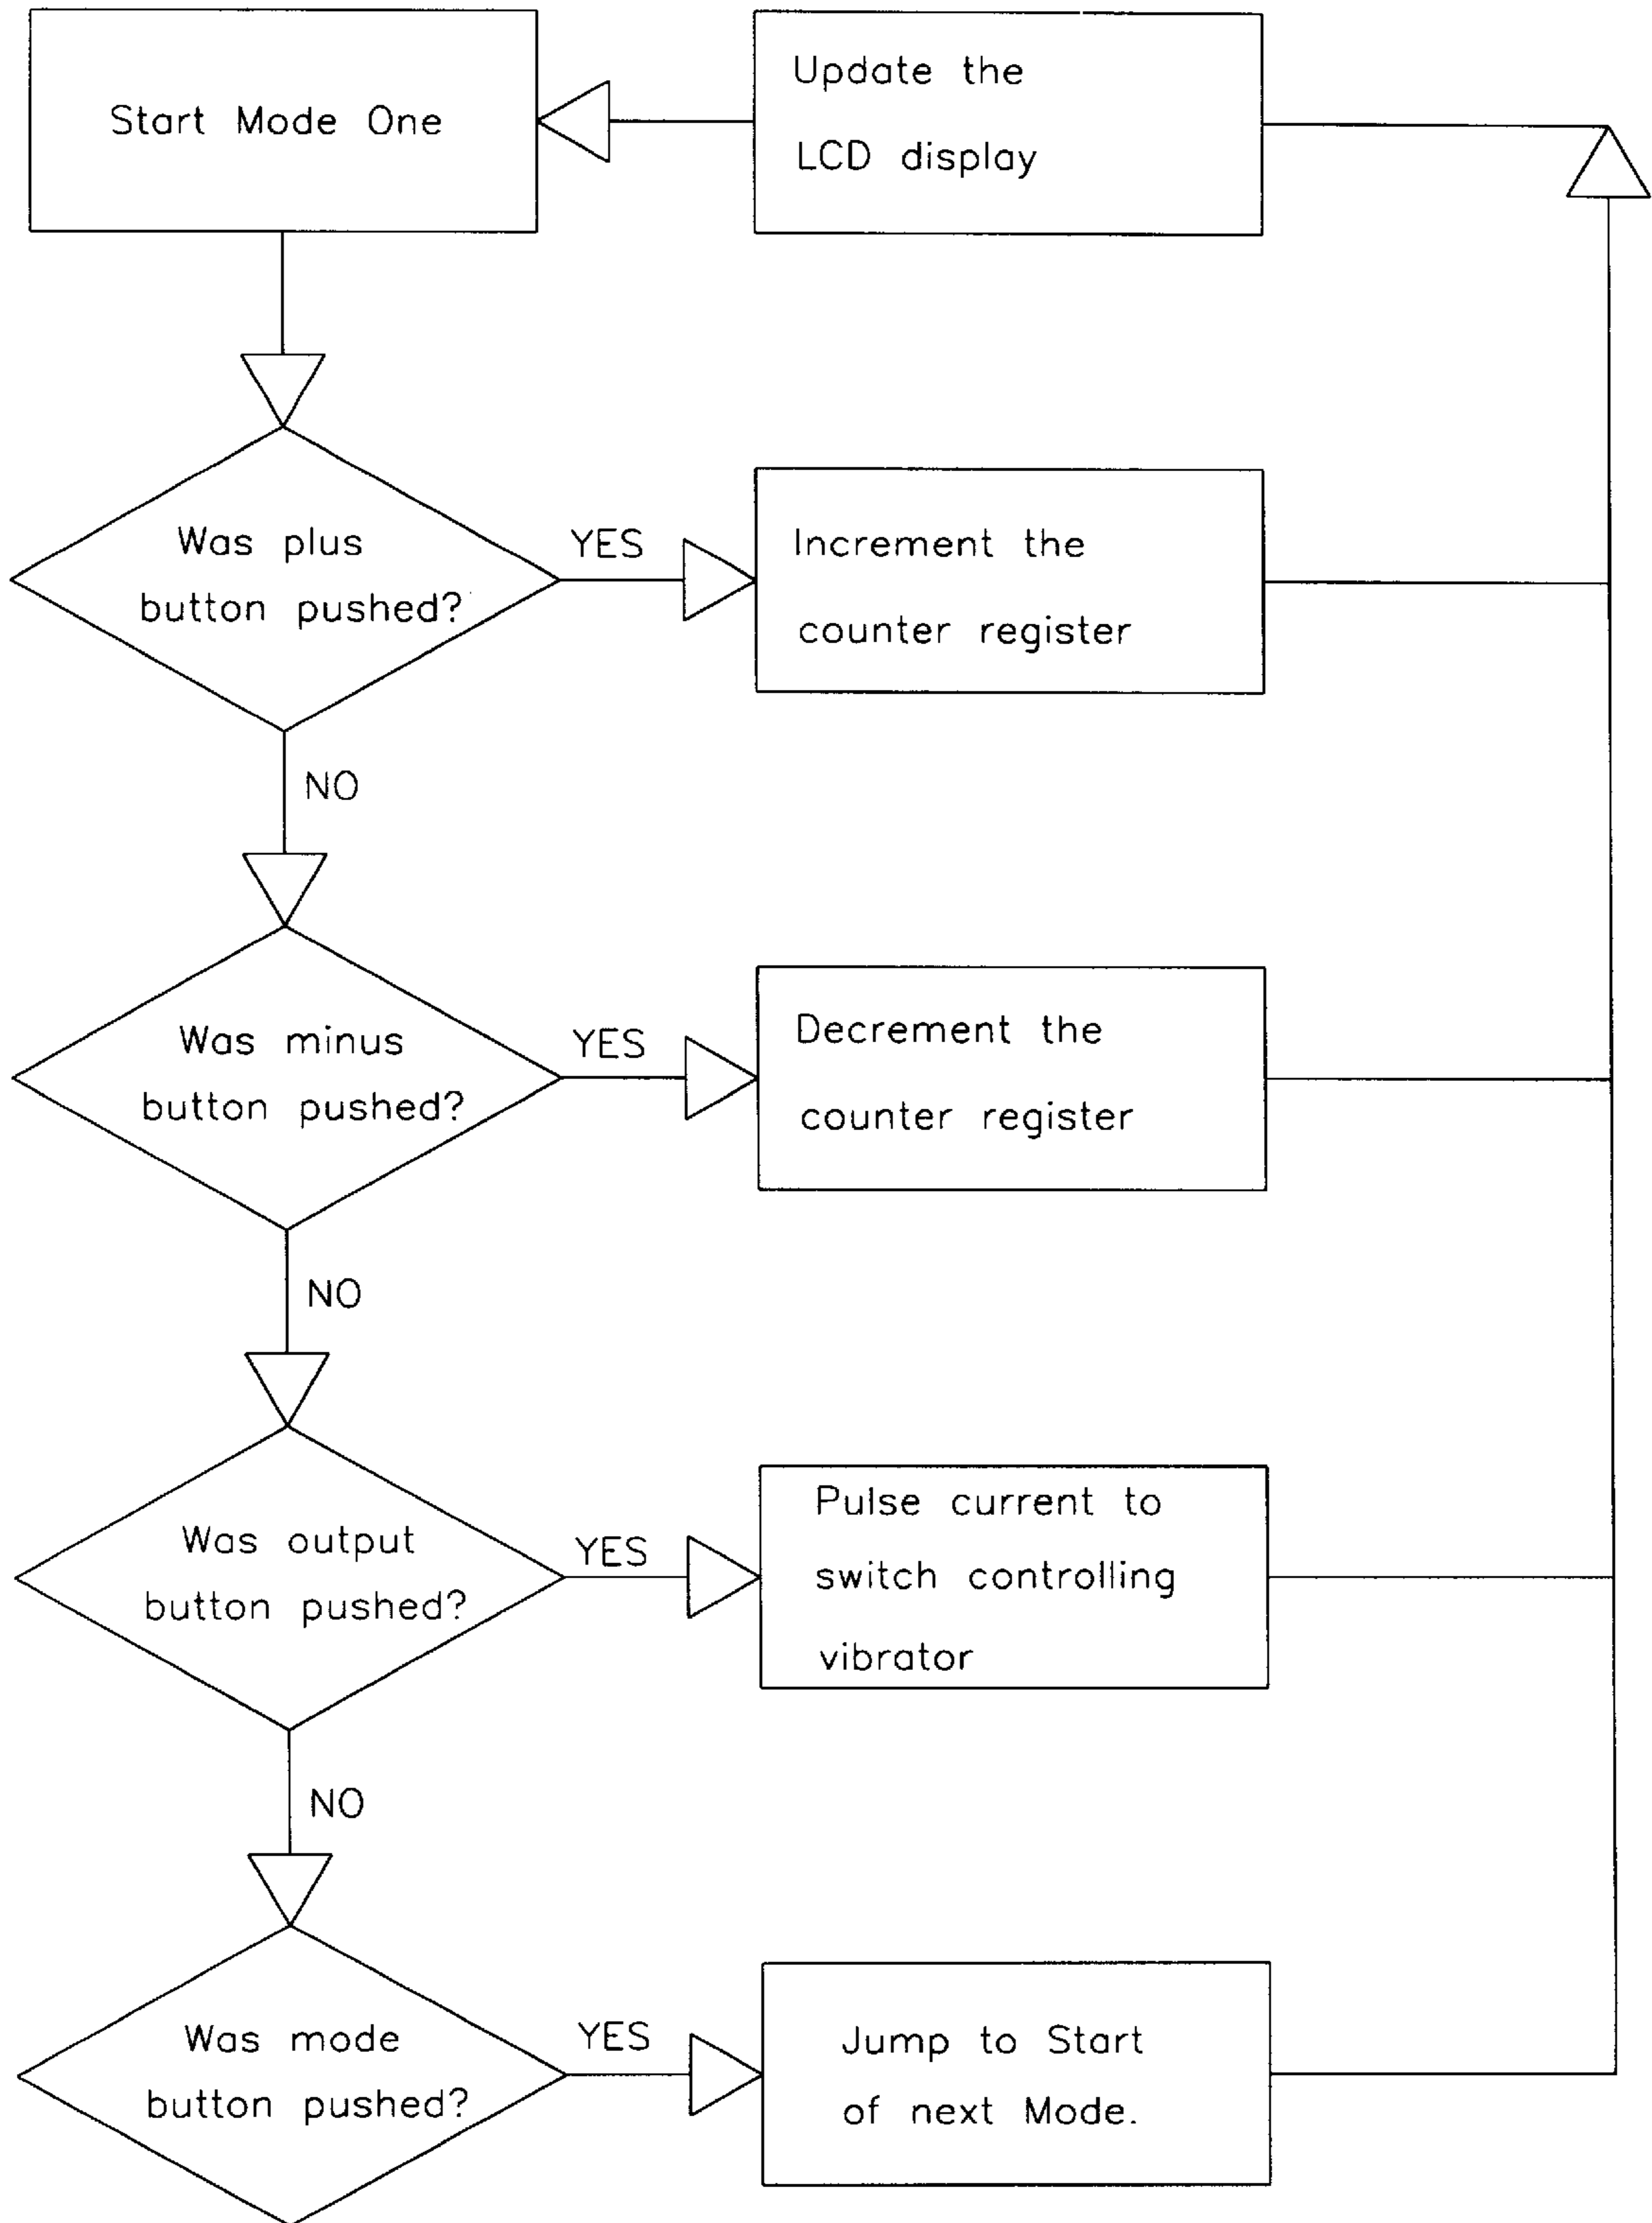 Start Mode One
Update the
LCD display
Was plus
button pushed?
YES
Increment the
counter register
NO
Was minus
button pushed?
YES
Decrement the
counter register
NO
Was output
button pushed?
YES
Pulse current to
switch controlling
vibrator
NO
Was mode
button pushed?
YES
Jump to Start
of next Mode.